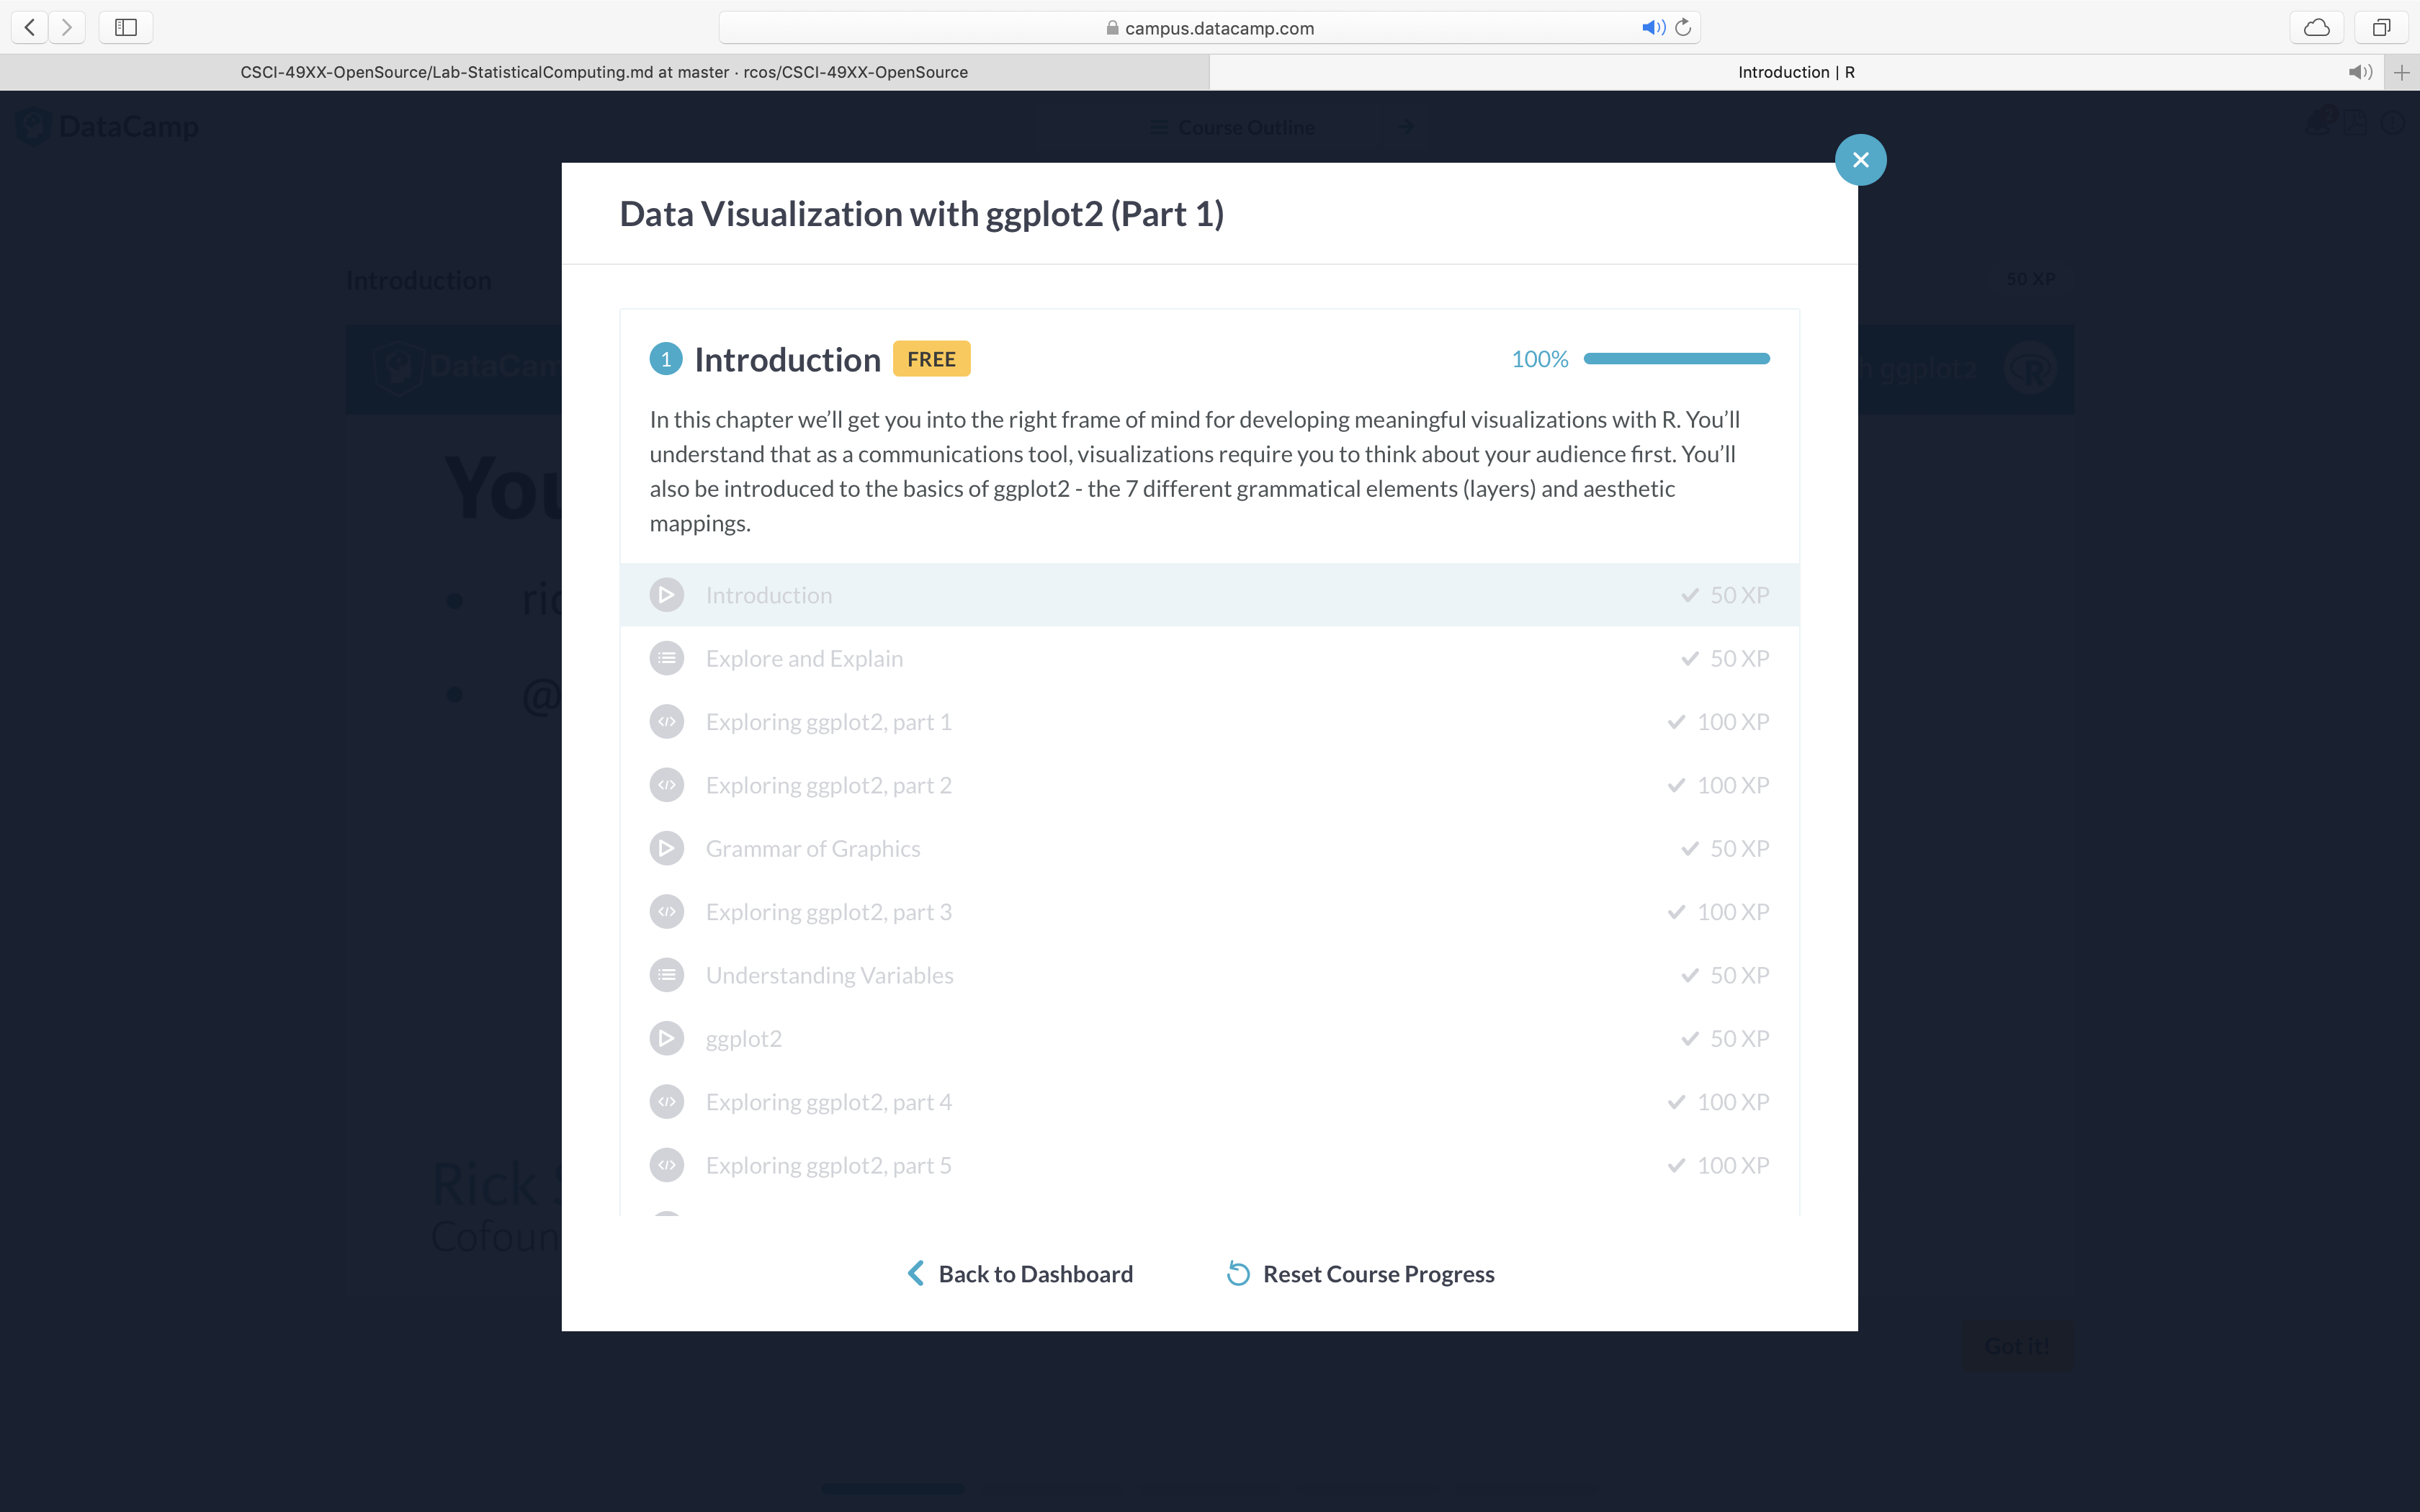 campus.datacamp.com
CSCI-49XX-OpenSource/Lab-StatisticalComputing.md at master · rcos/CSCI-49XX-OpenSource
Introduction | R
DataCamp
Course Outline
Data Visualization with ggplot2 (Part 1)
Introduction
50 XP
DataCam
ggplot2
R
1 Introduction FREE
100%
In this chapter we’ll get you into the right frame of mind for developing meaningful visualizations with R. You’ll
understand that as a communications tool, visualizations require you to think about your audience first. You’ll
also be introduced to the basics of ggplot2 - the 7 different grammatical elements (layers) and aesthetic
mappings.
You
ric
@
Introduction 50 XP
Explore and Explain 50 XP
Exploring ggplot2, part 1 100 XP
Exploring ggplot2, part 2 100 XP
Grammar of Graphics 50 XP
Exploring ggplot2, part 3 100 XP
Understanding Variables 50 XP
ggplot2 50 XP
Exploring ggplot2, part 4 100 XP
Exploring ggplot2, part 5 100 XP
Rick
Cofoun
Back to Dashboard
Reset Course Progress
Got it!